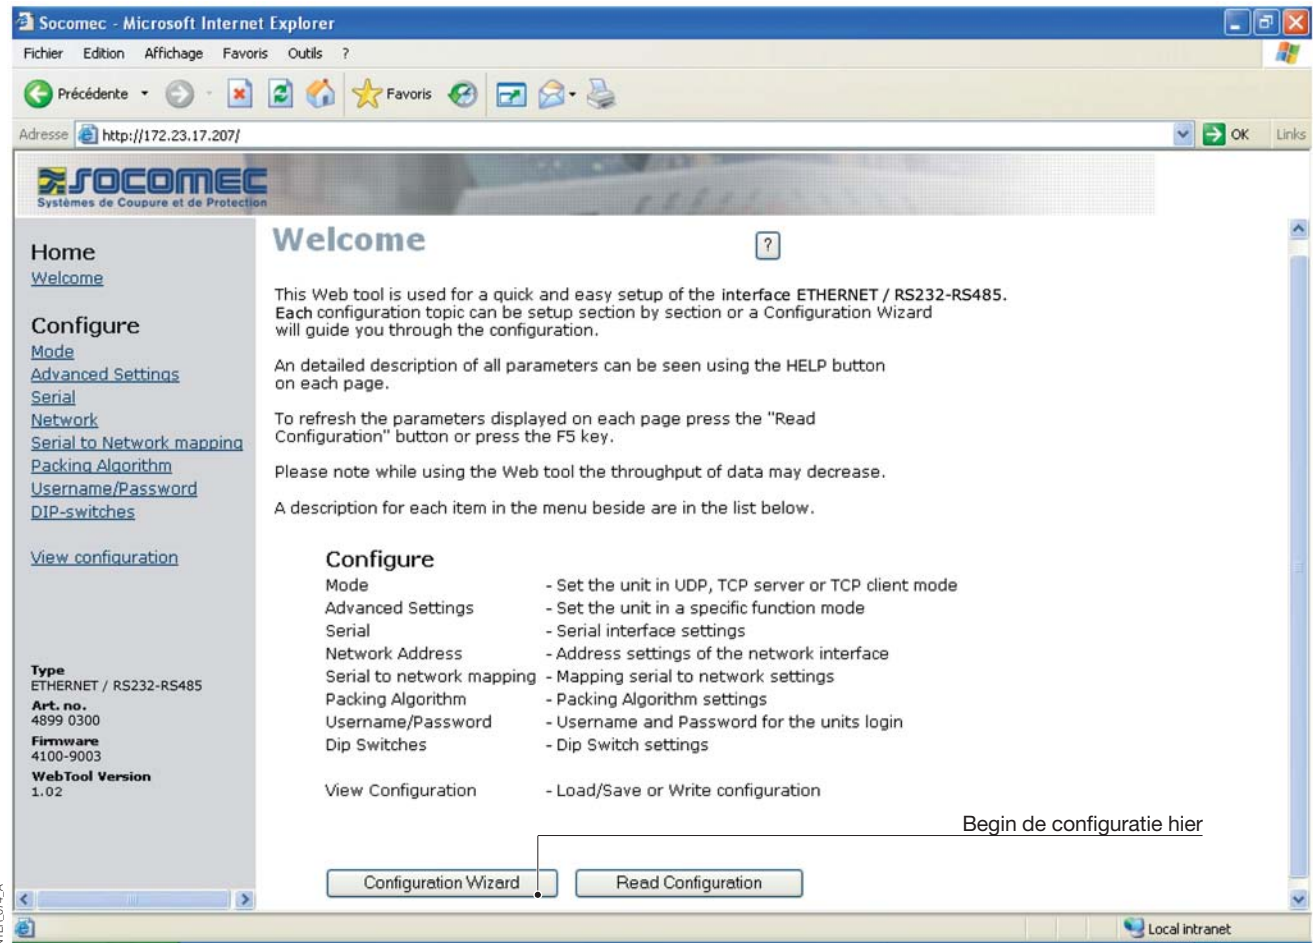 Socomec - Microsoft Internet Explorer
Fichier Edition Affichage Favoris Outils ?
Précédente Favoris
Adresse http://172.23.17.207/ OK Links
SOCOMEC
Systèmes de Coupure et de Protection
Home
Welcome
Configure
Mode
Advanced Settings
Serial
Network
Serial to Network mapping
Packing Algorithm
Username/Password
DIP-switches
View configuration
Type
ETHERNET / RS232-RS485
Art. no.
4899 0300
Firmware
4100-9003
WebTool Version
1.02
Welcome ?
This Web tool is used for a quick and easy setup of the interface ETHERNET / RS232-RS485.
Each configuration topic can be setup section by section or a Configuration Wizard
will guide you through the configuration.
An detailed description of all parameters can be seen using the HELP button
on each page.
To refresh the parameters displayed on each page press the "Read
Configuration" button or press the F5 key.
Please note while using the Web tool the throughput of data may decrease.
A description for each item in the menu beside are in the list below.
Configure
Mode - Set the unit in UDP, TCP server or TCP client mode
Advanced Settings - Set the unit in a specific function mode
Serial - Serial interface settings
Network Address - Address settings of the network interface
Serial to network mapping - Mapping serial to network settings
Packing Algorithm - Packing Algorithm settings
Username/Password - Username and Password for the units login
Dip Switches - Dip Switch settings
View Configuration - Load/Save or Write configuration
Begin de configuratie hier
Configuration Wizard Read Configuration
Local intranet